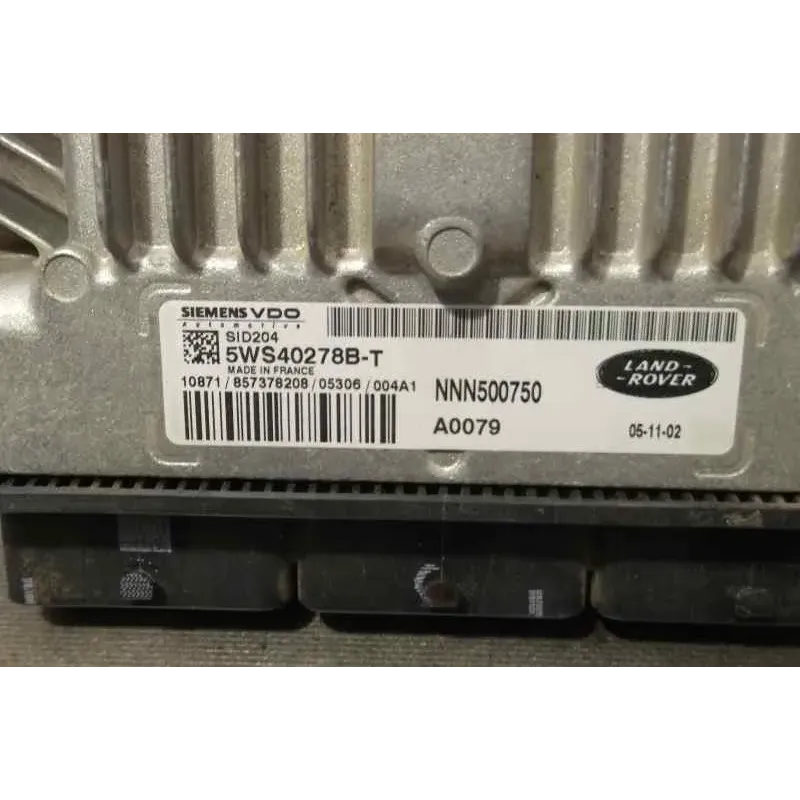 SIEMENS VDO
Automotive
SID204
5WS40278B-T
MADE IN FRANCE
10871/857378208/05306/004A1
NNN500750
A0079
LAND-
-ROVER
05-11-02